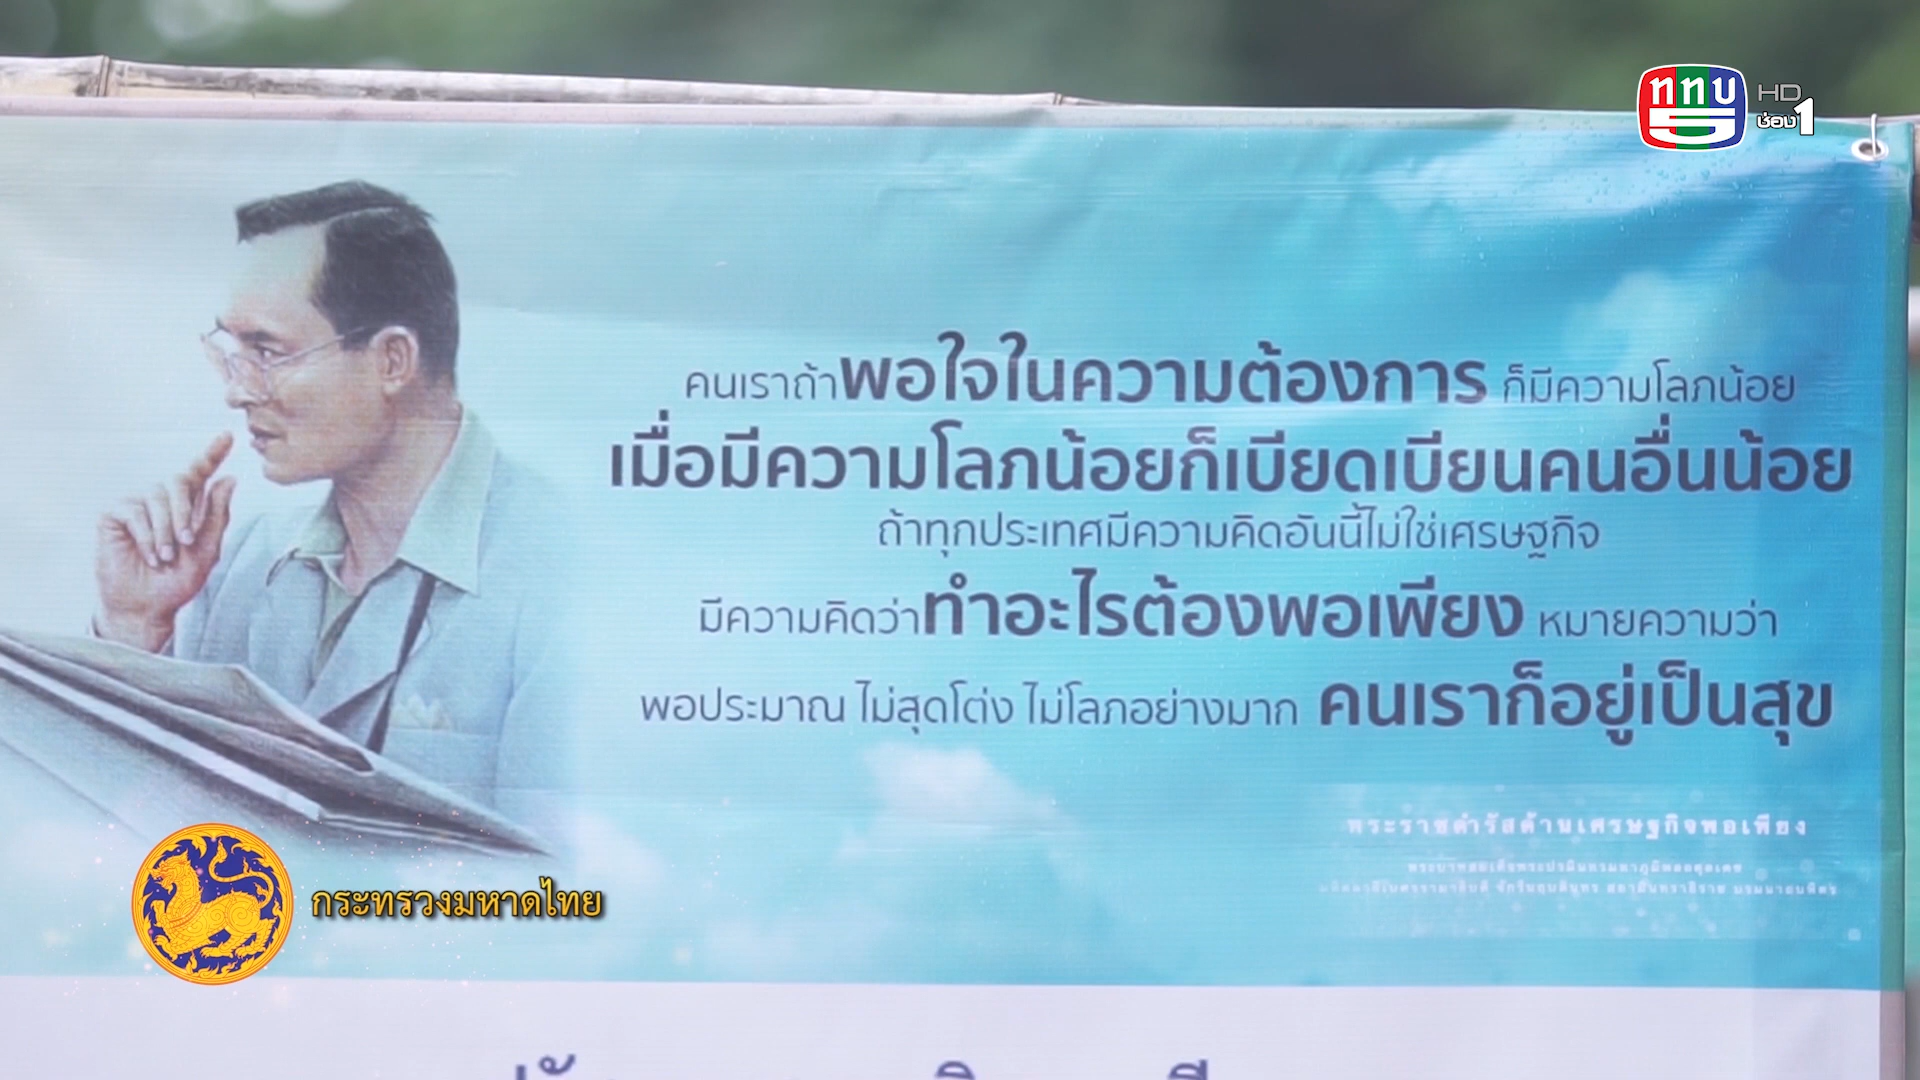 ททบ 5 HD
ช่อง 1
คนเราถ้าพอใจในความต้องการ ก็มีความโลภน้อย
เมื่อมีความโลภน้อยก็เบียดเบียนคนอื่นน้อย
ถ้าทุกประเทศมีความคิดอันนี้ไม่ใช่เศรษฐกิจ
มีความคิดว่าทำอะไรต้องพอเพียง หมายความว่า
พอประมาณ ไม่สุดโต่ง ไม่โลภอย่างมาก คนเราก็อยู่เป็นสุข
พระราชดำรัสด้านเศรษฐกิจพอเพียง
กระทรวงมหาดไทย